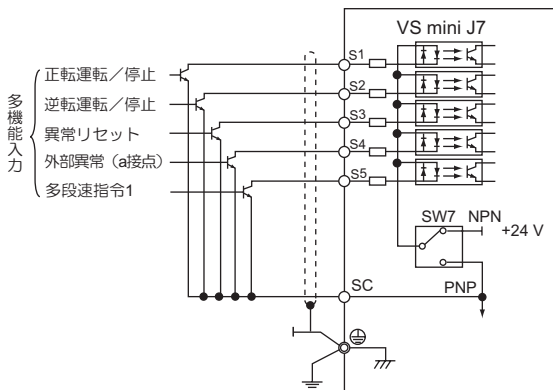 VS mini J7
多機能入力
正転運転／停止
逆転運転／停止
異常リセット
外部異常（a接点）
多段速指令1
S1
S2
S3
S4
S5
SW7
NPN
+24 V
PNP
SC